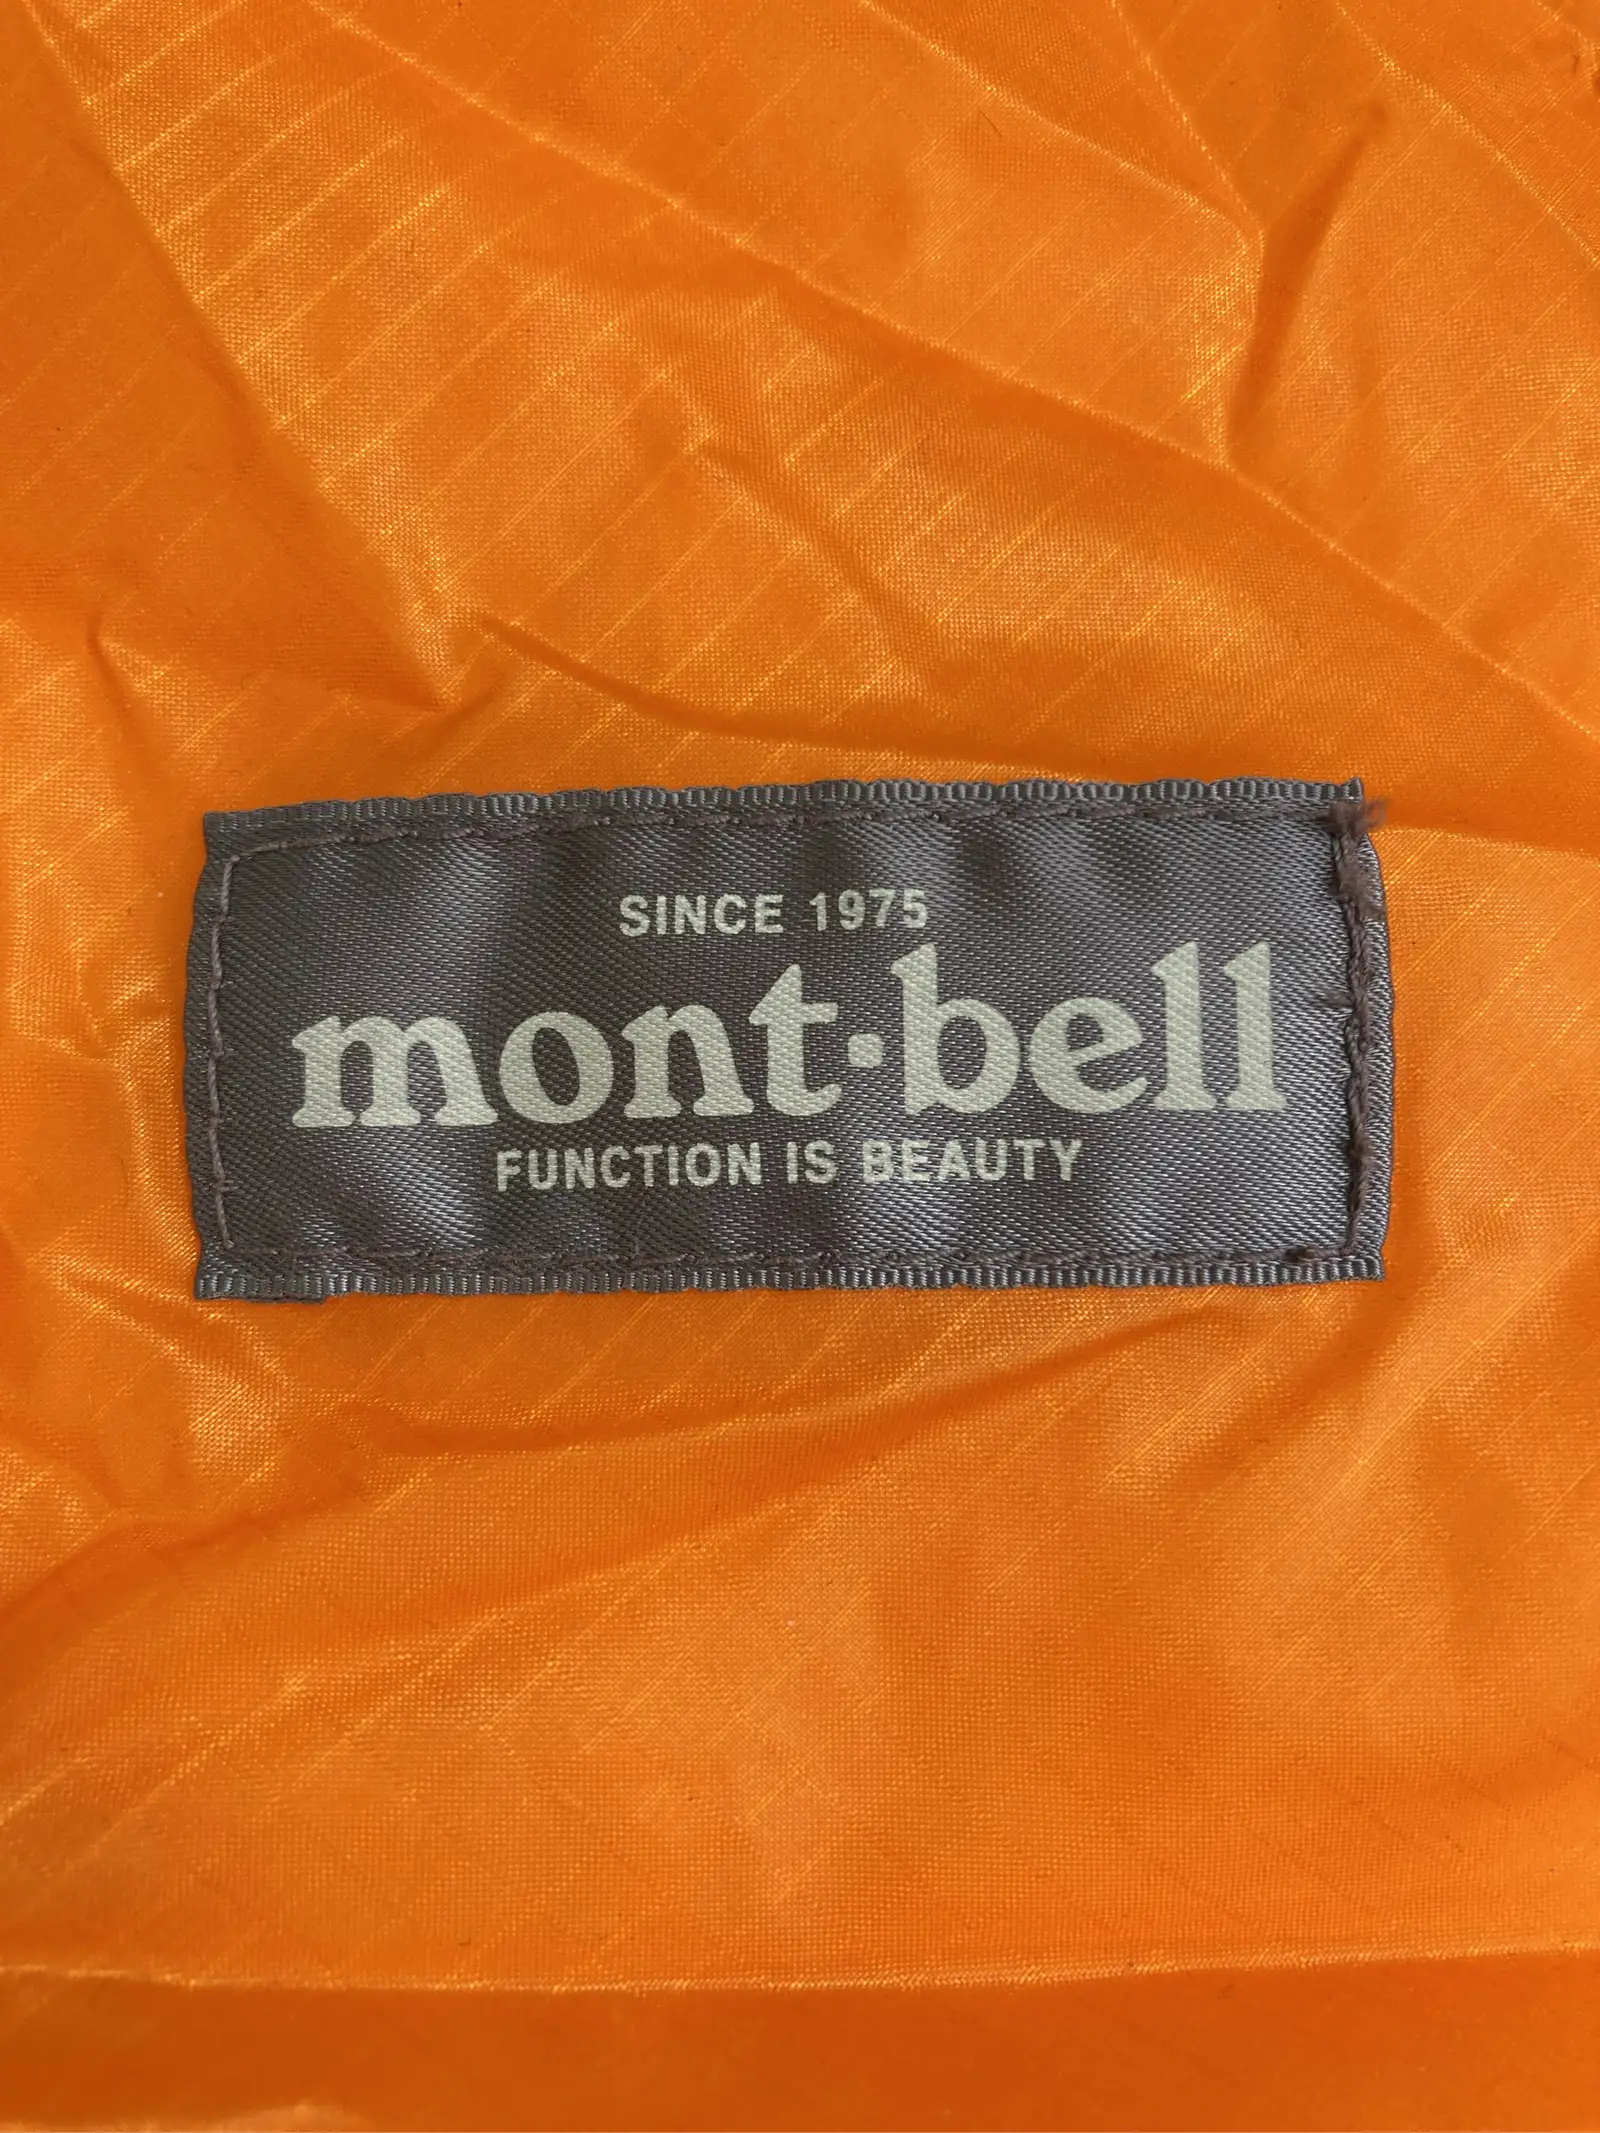 SINCE 1975
mont·bell
FUNCTION IS BEAUTY